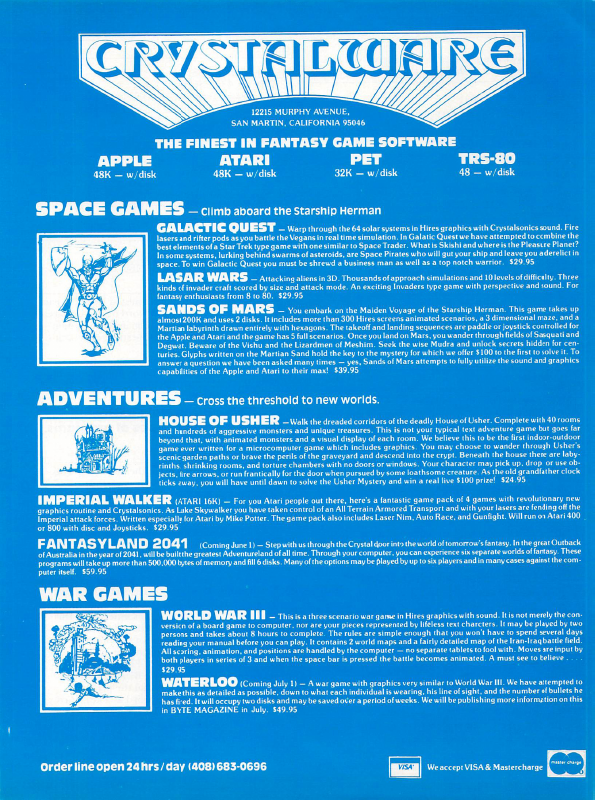 CRYSTALWARE
12215 MURPHY AVENUE,
SAN MARTIN, CALIFORNIA 95046
THE FINEST IN FANTASY GAME SOFTWARE
APPLE ATARI PET TRS-80
48K — w/disk 48K — w/disk 32K — w/disk 48 — w/disk
SPACE GAMES — Climb aboard the Starship Herman
GALACTIC QUEST — Warp through the 64 solar systems in Hires graphics with Crystalsonics sound. Fire
lasers and rifter pods as you battle the Vegans in real time simulation. In Galactic Quest we have attempted to combine the
best elements of a Star Trek type game with one similar to Space Trader. What is Skishi and where is the Pleasure Planet?
In some systems, lurking behind swarms of asteroids, are Space Pirates who will gut your ship and leave you aderelict in
space. To win Galactic Quest you must be shrewd a business man as well as a top notch warrior. $29.95
LASAR WARS — Attacking aliens in 3D. Thousands of approach simulations and 10 levels of difficulty. Three
kinds of invader craft scored by size and attack mode. An exciting Invaders type game with perspective and sound. For
fantasy enthusiasts from 8 to 80. $29.95
SANDS OF MARS — You embark on the Maiden Voyage of the Starship Herman. This game takes up
almost 200K and uses 2 disks. It includes more than 300 Hires screens animated scenarios, a 3 dimensional maze, and a
Martian labyrinth drawn entirely with hexagons. The takeoff and landing sequences are paddle or joystick controlled for
the Apple and Atari and the game has 5 full scenarios. Once you land on Mars, you wander through fields of Sasquati and
Degwat. Beware of the Vishu and the Lizardmen of Meshim. Seek the wise Mudra and unlock secrets hidden for cen-
turies. Glyphs written on the Martian Sand hold the key to the mystery for which we offer $100 to the first to solve it. To
answer a question we have been asked many times — yes, Sands of Mars attempts to fully utilize the sound and graphics
capabilities of the Apple and Atari to their max! $39.95
ADVENTURES — Cross the threshold to new worlds.
HOUSE OF USHER — Walk the dreaded corridors of the deadly House of Usher. Complete with 40 rooms
and hundreds of aggressive monsters and unique treasures. This is not your typical text adventure game but goes far
beyond that, with animated monsters and a visual display of each room. We believe this to be the first indoor-outdoor
game ever written for a microcomputer game which includes graphics. You may choose to wander through Usher's
scenic garden paths or brave the perils of the graveyard and descend into the crypt. Beneath the house there are laby-
rinths, shrinking rooms, and torture chambers with no doors or windows. Your character may pick up, drop or use ob-
jects, fire arrows, or run frantically for the door when pursued by some loathsome creature. As the old grandfather clock
ticks away, you will have until dawn to solve the Usher Mystery and win a real live $100 prize! $24.95
IMPERIAL WALKER (ATARI 16K) — For you Atari people out there, here's a fantastic game pack of 4 games with revolutionary new
graphics routine and Crystalsonics. As Luke Skywalker you have taken control of an All Terrain Armored Transport and with your lasers are fending off the
Imperial attack forces. Written especially for Atari by Mike Potter. The game pack also includes Laser Nim, Auto Race, and Gunfight. Will run on Atari 400
or 800 with disc and Joysticks. $29.95
FANTASYLAND 2041 (Coming June 1) — Step with us through the Crystal door into the world of tomorrow's fantasy. In the great Outback
of Australia in the year of 2041, will be built the greatest Adventureland of all time. Through your computer, you can experience six separate worlds of fantasy. These
programs will take up more than 500,000 bytes of memory and fill 6 disks. Many of the options may be played by up to six players and in many cases against the com-
puter itself. $59.95
WAR GAMES
WORLD WAR III — This is a three scenario war game in Hires graphics with sound. It is not merely the con-
version of a board game to computer, nor are your pieces represented by lifeless text charcters. It may be played by two
persons and takes about 8 hours to complete. The rules are simple enough that you won't have to spend several days
reading your manual before you can play. It contains 2 world maps and a fairly detailed map of the Iran-Iraq battle field.
All scoring, animation, and positions are handled by the computer — no separate tablets to fool with. Moves are input by
both players in series of 3 and when the space bar is pressed the battle becomes animated. A must see to believe . . . .
$29.95
WATERLOO (Coming July 1) — A war game with graphics very similar to World War III. We have attempted to
make this as detailed as possible, down to what each individual is wearing, his line of sight, and the number of bullets he
has fired. It will occupy two disks and may be saved over a period of weeks. We will be publishing more information on this
in BYTE MAGAZINE in July. $49.95
Order line open 24 hrs / day (408) 683-0696
VISA We accept VISA & Mastercharge master charge